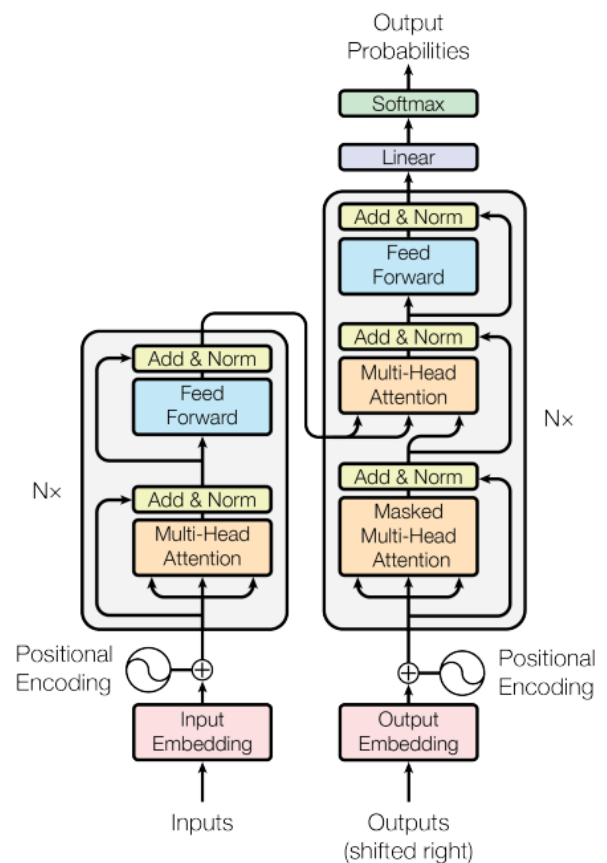 Output
Probabilities
Softmax
Linear
Add & Norm
Feed
Forward
Add & Norm
Multi-Head
Attention
Add & Norm
Masked
Multi-Head
Attention
N×
Add & Norm
Feed
Forward
Add & Norm
Multi-Head
Attention
N×
Positional
Encoding
Positional
Encoding
Input
Embedding
Output
Embedding
Inputs
Outputs
(shifted right)